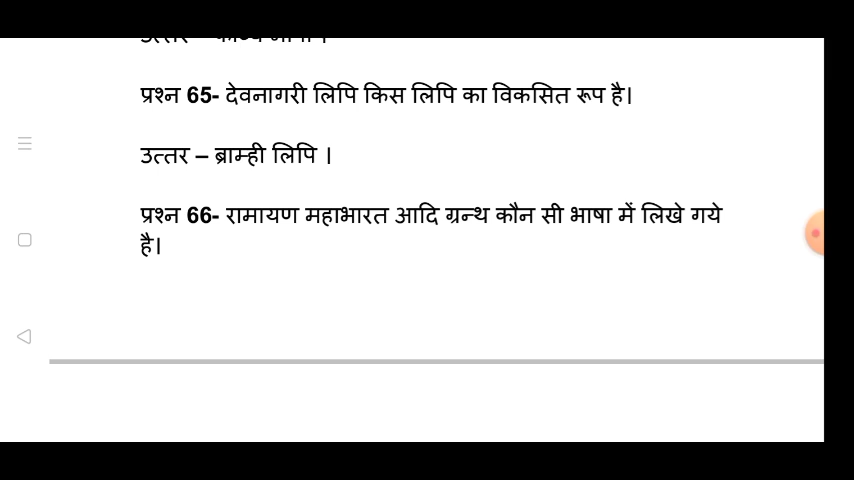 प्रश्न 65- देवनागरी लिपि किस लिपि का विकसित रूप है।
उत्तर – ब्राम्ही लिपि ।
प्रश्न 66- रामायण महाभारत आदि ग्रन्थ कौन सी भाषा में लिखे गये
है।